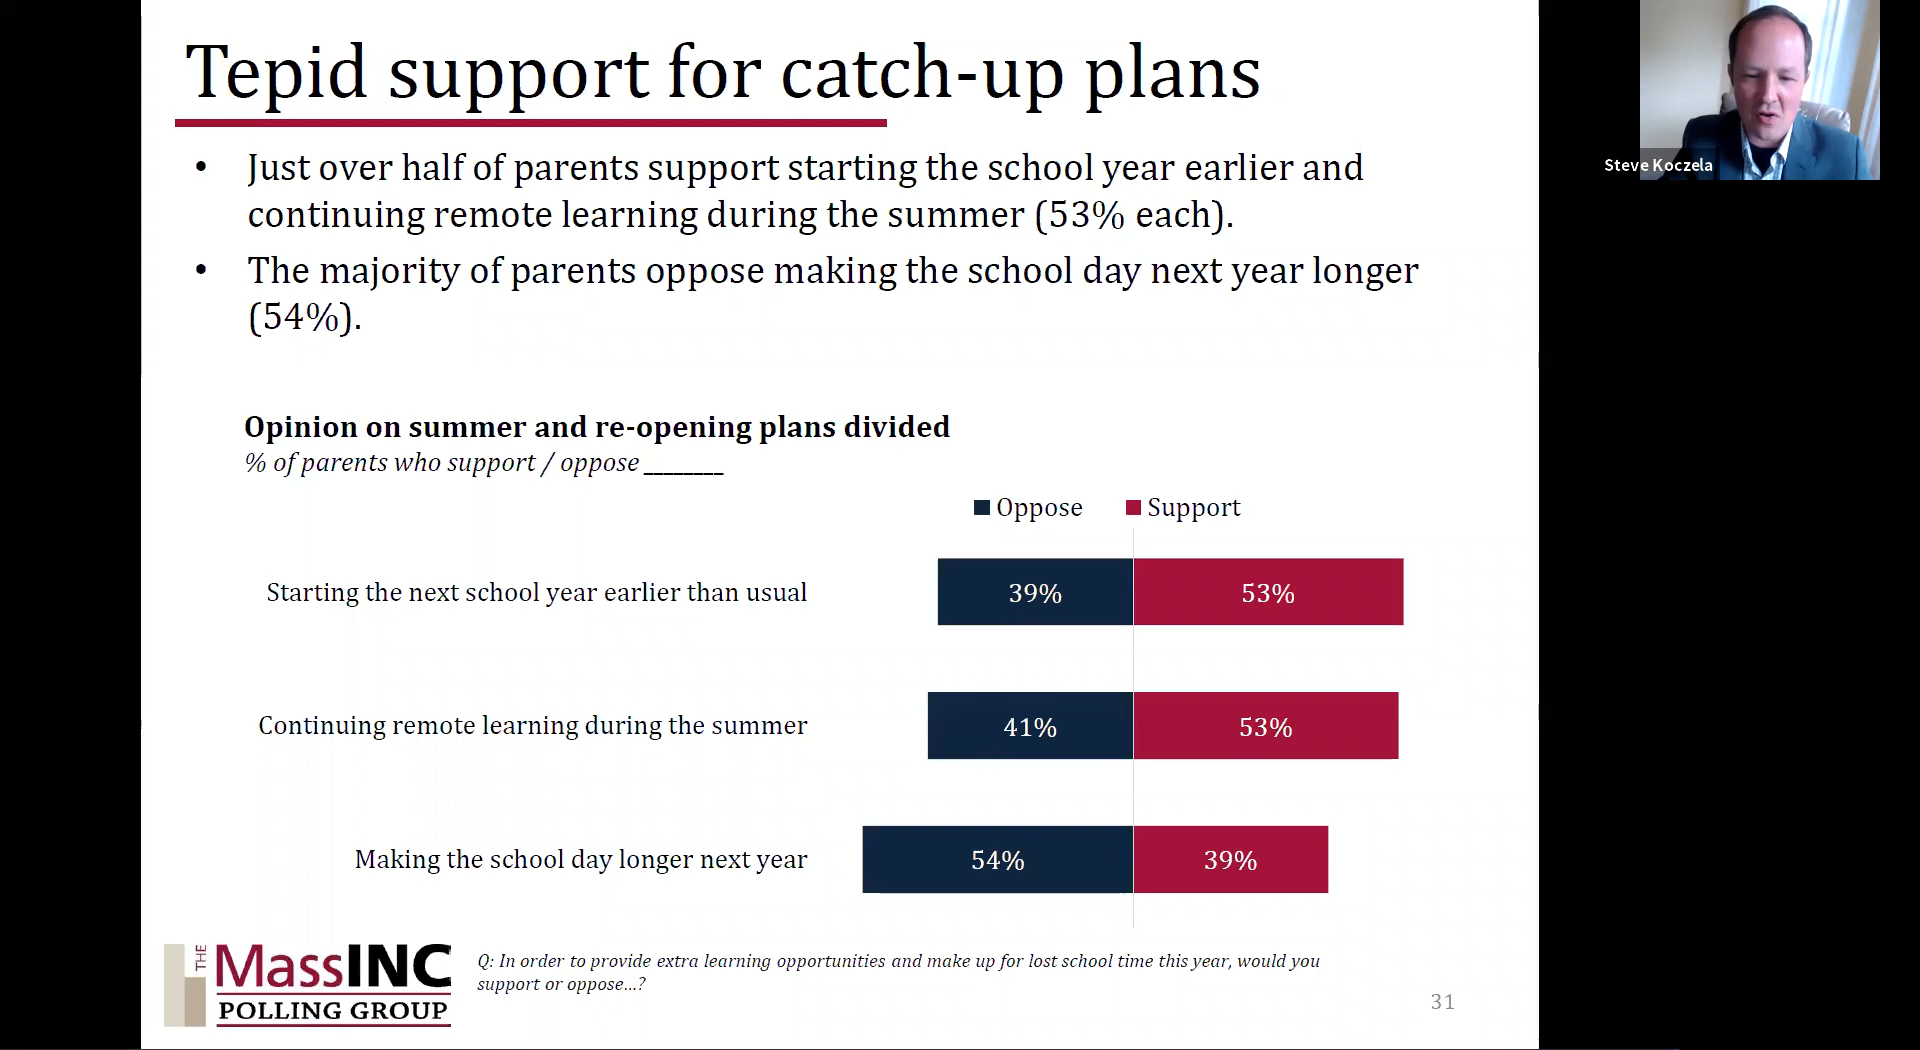 Tepid support for catch-up plans
• Just over half of parents support starting the school year earlier and
continuing remote learning during the summer (53% each).
• The majority of parents oppose making the school day next year longer
(54%).
Steve Koczela
Opinion on summer and re-opening plans divided
% of parents who support / oppose ________
Oppose Support
Starting the next school year earlier than usual 39% 53%
Continuing remote learning during the summer 41% 53%
Making the school day longer next year 54% 39%
THE MassINC
POLLING GROUP
Q: In order to provide extra learning opportunities and make up for lost school time this year, would you
support or oppose...?
31